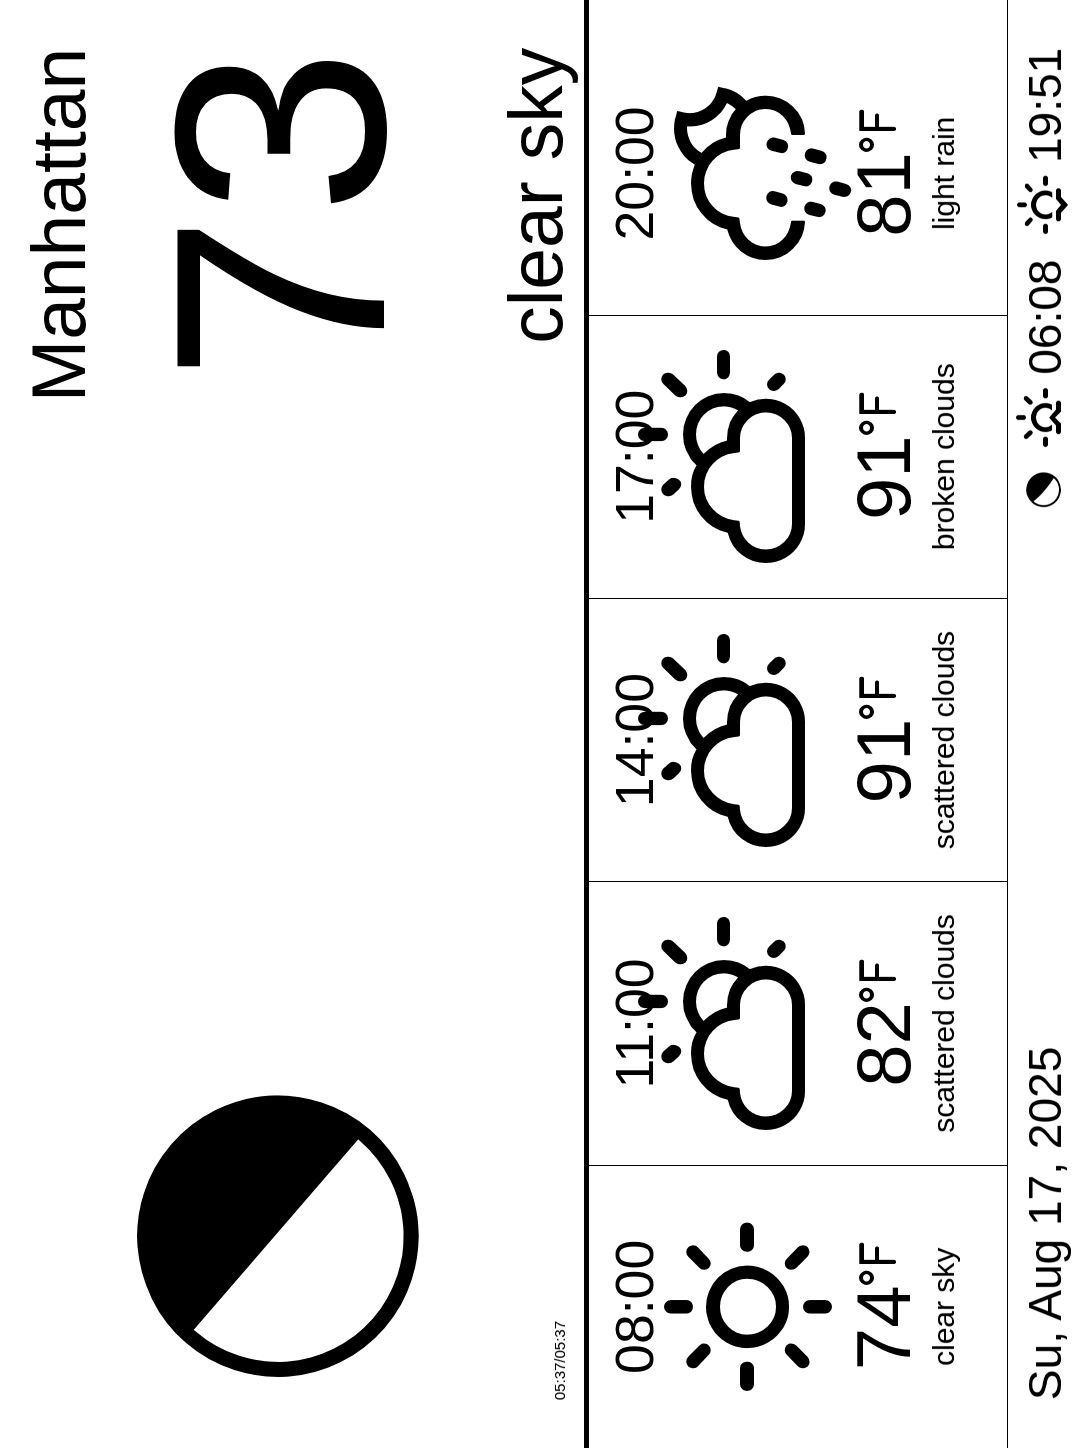 Manhattan
73
clear sky
05:37/05:37
08:00
74°F
clear sky
11:00
82°F
scattered clouds
14:00
91°F
scattered clouds
17:00
91°F
broken clouds
20:00
81°F
light rain
Su, Aug 17, 2025
06:08 19:51